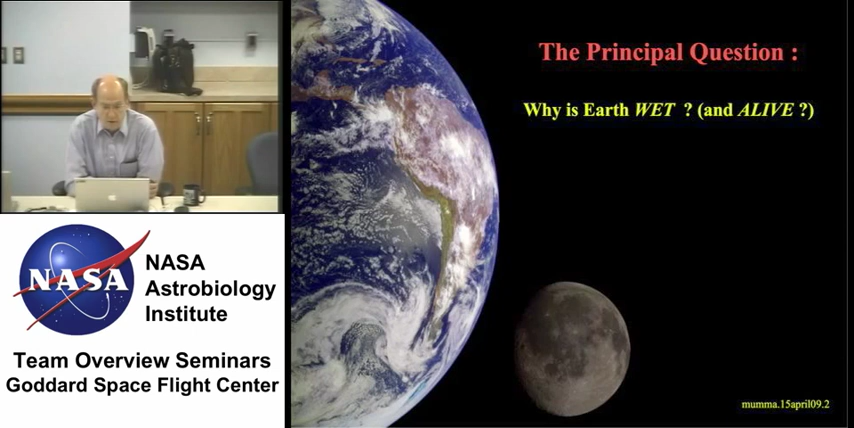 The Principal Question :
Why is Earth WET ? (and ALIVE ?)
NASA
NASA
Astrobiology
Institute
Team Overview Seminars
Goddard Space Flight Center
mumma.15april09.2